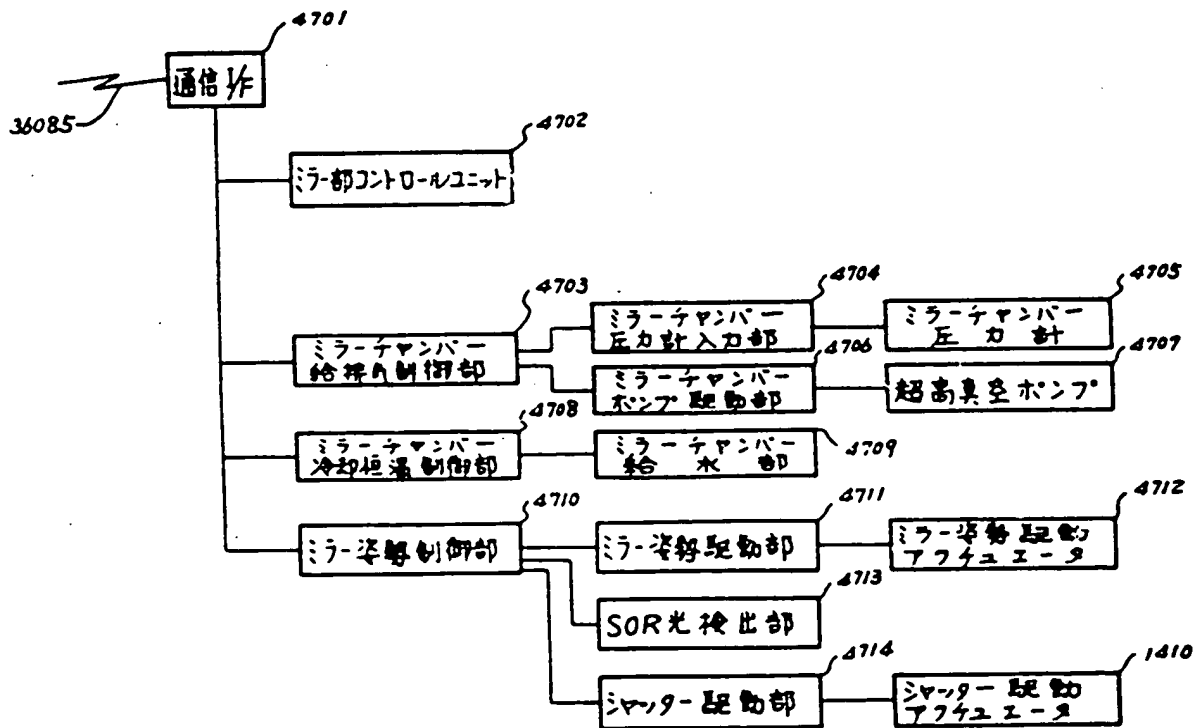 4701
通信 I/F
36085
4702
ミラー部コントロールユニット
4703
ミラーチャンバー
給排気制御部
4704
ミラーチャンバー
圧力計入力部
4705
ミラーチャンバー
圧力計
4706
ミラーチャンバー
ポンプ駆動部
4707
超高真空ポンプ
4708
ミラーチャンバー
冷却恒温制御部
ミラーチャンバー
給水部
4709
4710
ミラー姿勢制御部
4711
ミラー姿勢駆動部
4712
ミラー姿勢駆動
アクチュエータ
4713
SOR光検出部
4714
シャッター駆動部
1410
シャッター駆動
アクチュエータ